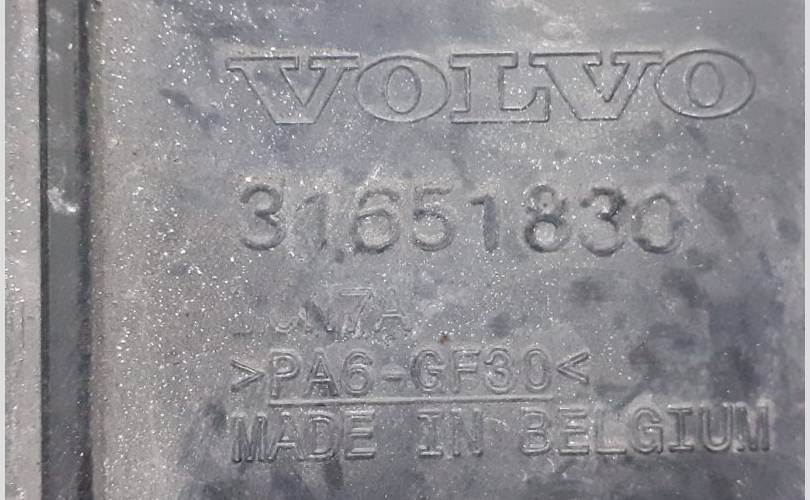 VOLVO
31651830
>PA6-GF30<
MADE IN BELGIUM